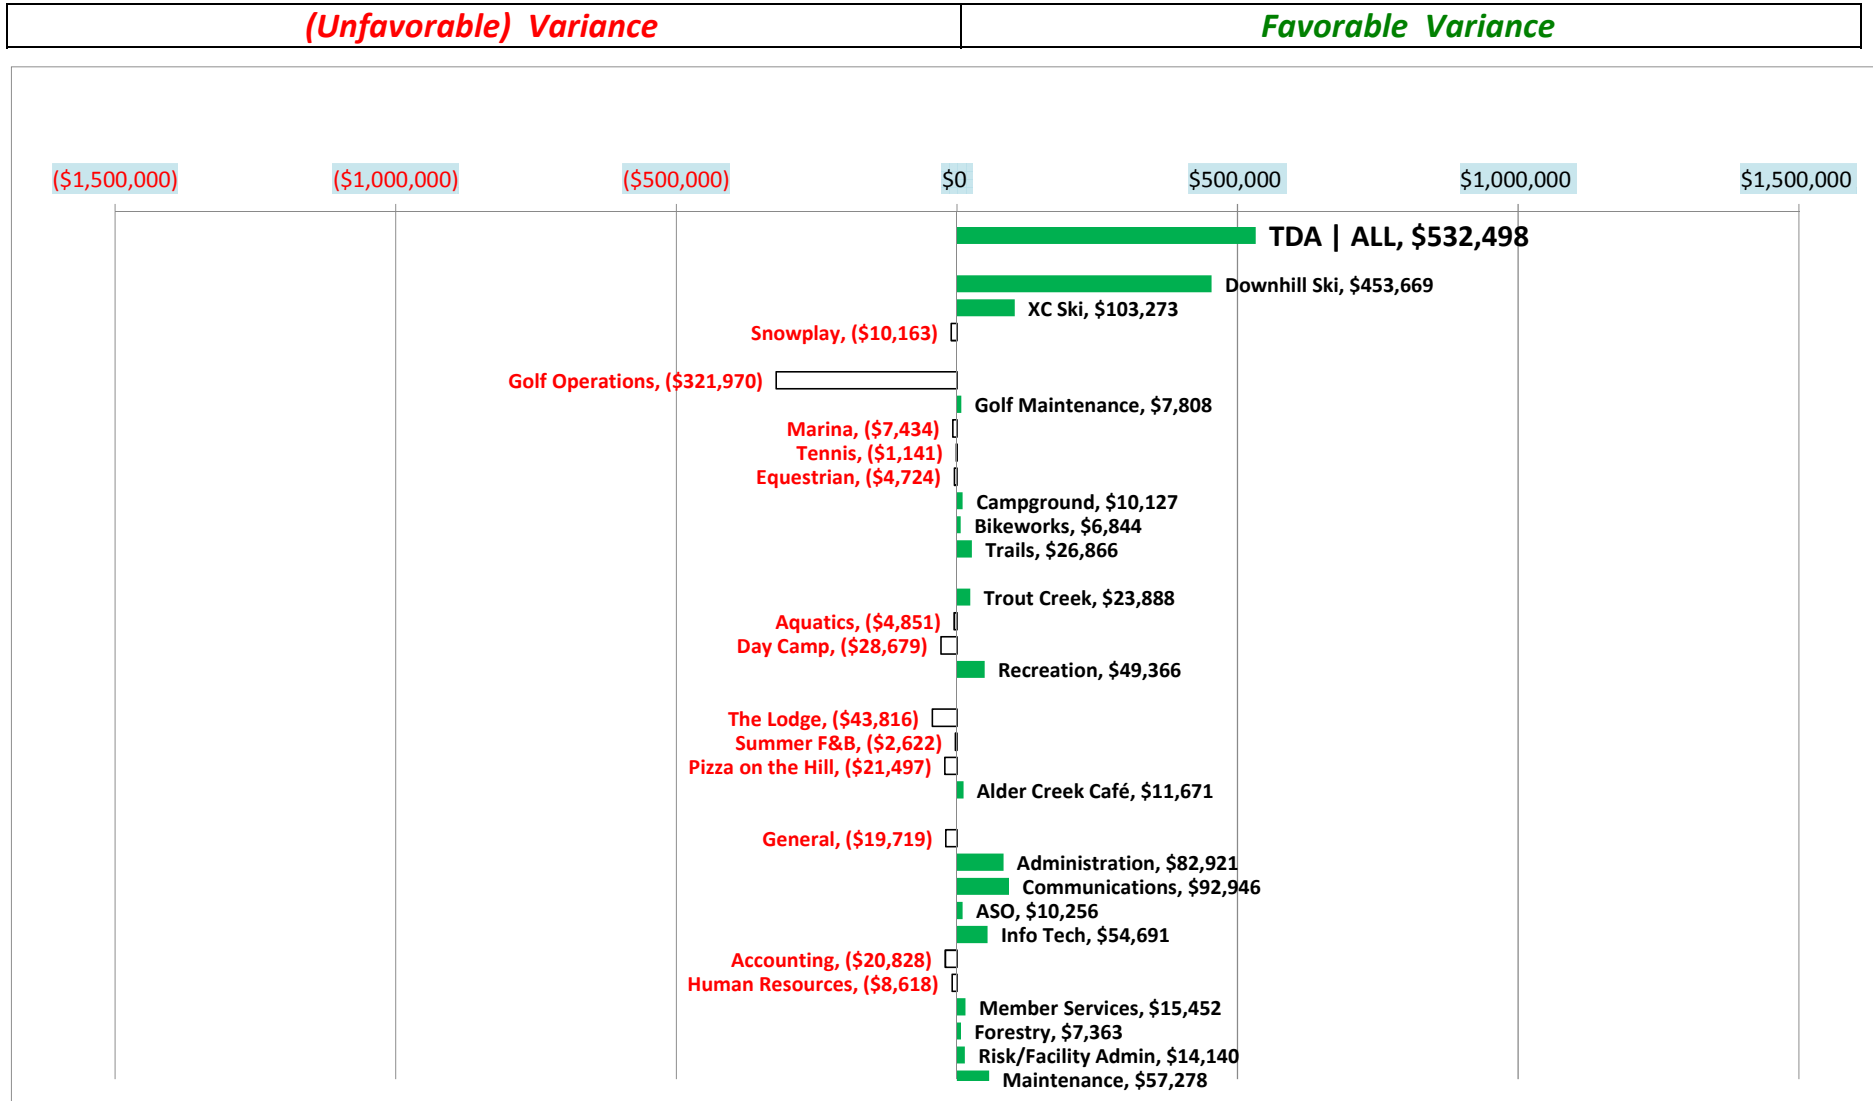 (Unfavorable) Variance
Favorable Variance
($1,500,000)
($1,000,000)
($500,000)
$0
$500,000
$1,000,000
$1,500,000
TDA | ALL, $532,498
Downhill Ski, $453,669
XC Ski, $103,273
Snowplay, ($10,163)
Golf Operations, ($321,970)
Golf Maintenance, $7,808
Marina, ($7,434)
Tennis, ($1,141)
Equestrian, ($4,724)
Campground, $10,127
Bikeworks, $6,844
Trails, $26,866
Trout Creek, $23,888
Aquatics, ($4,851)
Day Camp, ($28,679)
Recreation, $49,366
The Lodge, ($43,816)
Summer F&B, ($2,622)
Pizza on the Hill, ($21,497)
Alder Creek Café, $11,671
General, ($19,719)
Administration, $82,921
Communications, $92,946
ASO, $10,256
Info Tech, $54,691
Accounting, ($20,828)
Human Resources, ($8,618)
Member Services, $15,452
Forestry, $7,363
Risk/Facility Admin, $14,140
Maintenance, $57,278